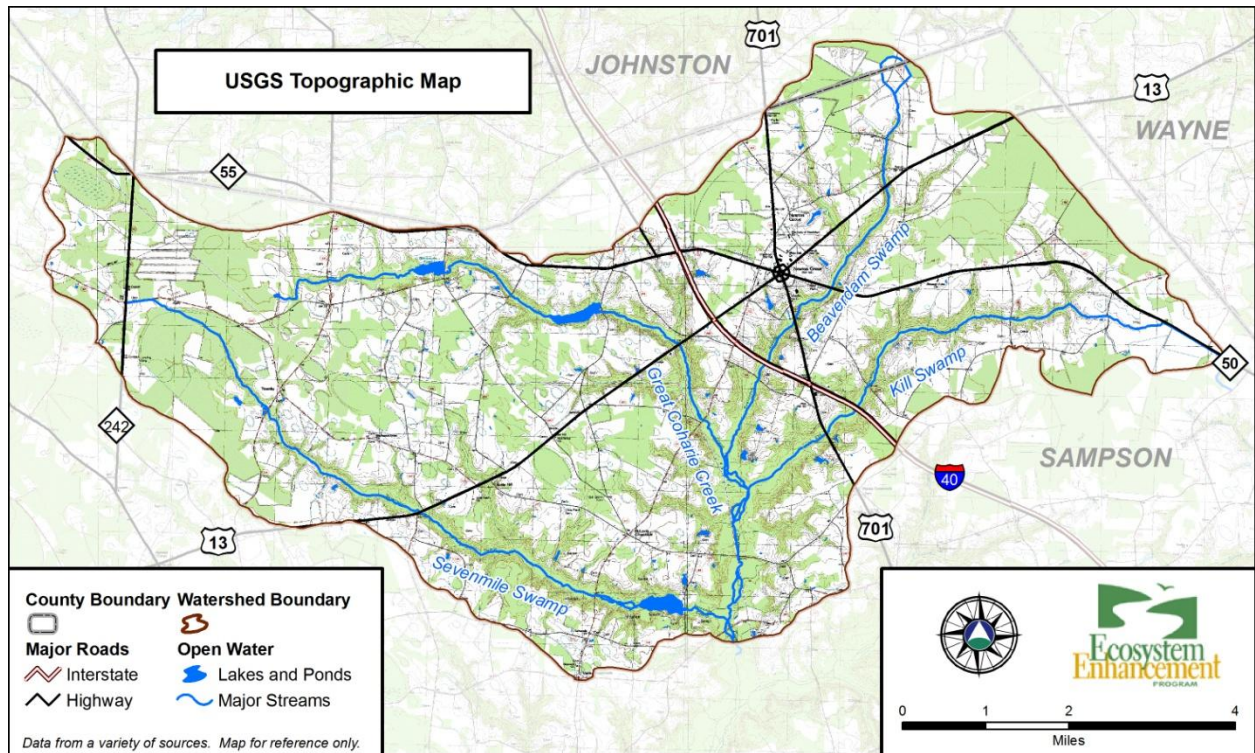 USGS Topographic Map
JOHNSTON
701
13
WAYNE
55
Beaverdam Swamp
Kill Swamp
50
Great Coharie Creek
242
SAMPSON
40
13
701
Sevenmile Swamp
County Boundary
Watershed Boundary
Major Roads
Interstate
Highway
Open Water
Lakes and Ponds
Major Streams
Data from a variety of sources. Map for reference only.
Ecosystem
Enhancement
PROGRAM
0 1 2 4
Miles